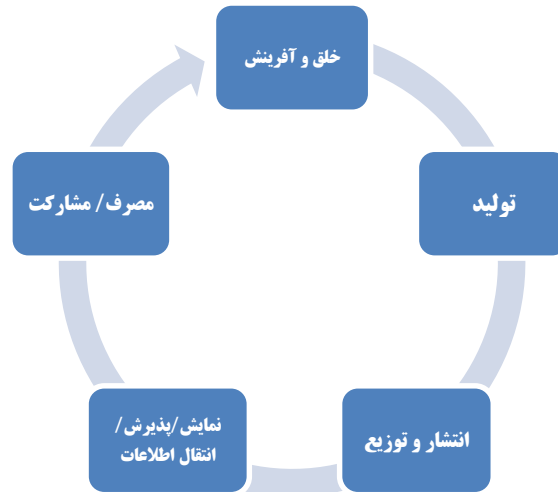 خلق و آفرینش
تولید
انتشار و توزیع
نمایش/پذیرش/
انتقال اطلاعات
مصرف/ مشارکت